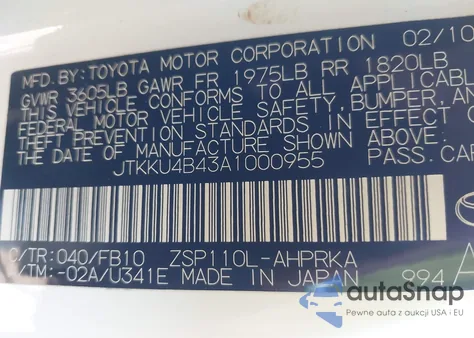 MFD. BY: TOYOTA MOTOR CORPORATION 02/10
GVWR 3605LB GAWR FR 1975LB RR 1820LB
THIS VEHICLE CONFORMS TO ALL APPLICABLE
FEDERAL MOTOR VEHICLE SAFETY, BUMPER, AND
THEFT PREVENTION STANDARDS IN EFFECT ON
THE DATE OF MANUFACTURE SHOWN ABOVE.
JTKKU4B43A1000955 PASS. CAR
C/TR: 040/FB10 ZSP110L-AHPRKA
/TM: -02A/U341E MADE IN JAPAN 994 A
autoSnap
Pewne auta z aukcji USA i EU